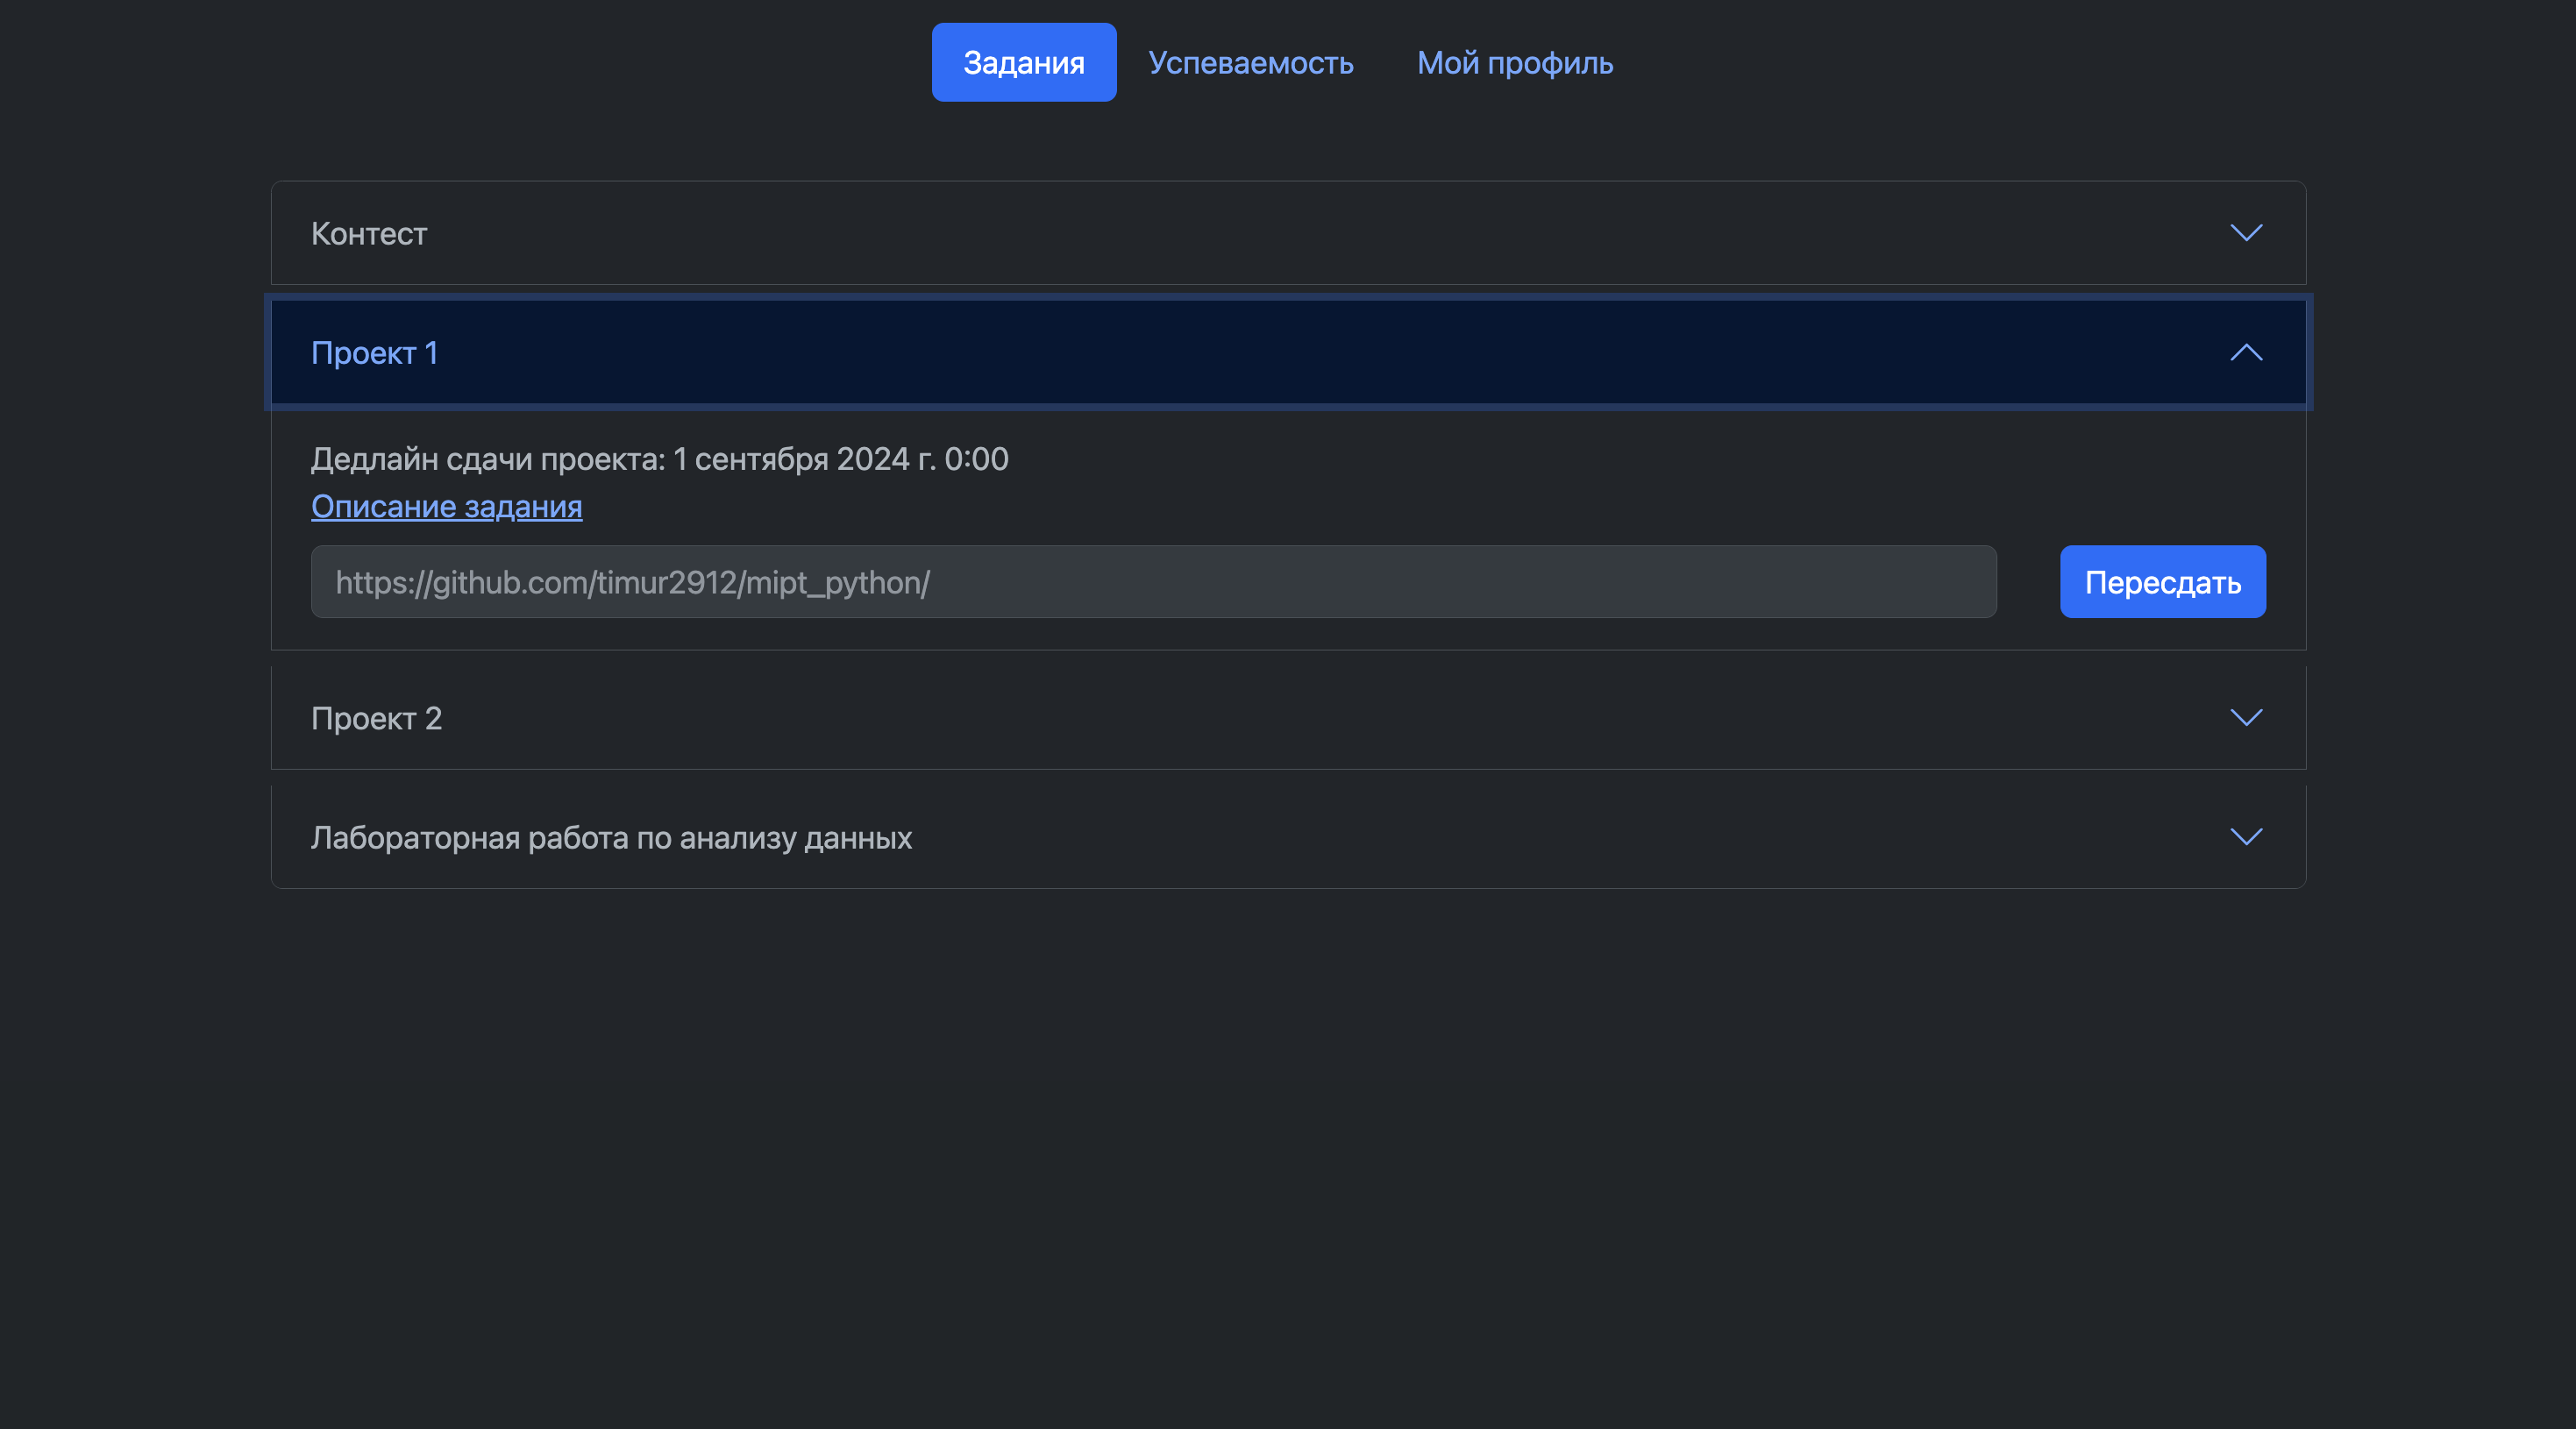 Задания Успеваемость Мой профиль
Контест
Проект 1
Дедлайн сдачи проекта: 1 сентября 2024 г. 0:00
Описание задания
https://github.com/timur2912/mipt_python/ Пересдать
Проект 2
Лабораторная работа по анализу данных